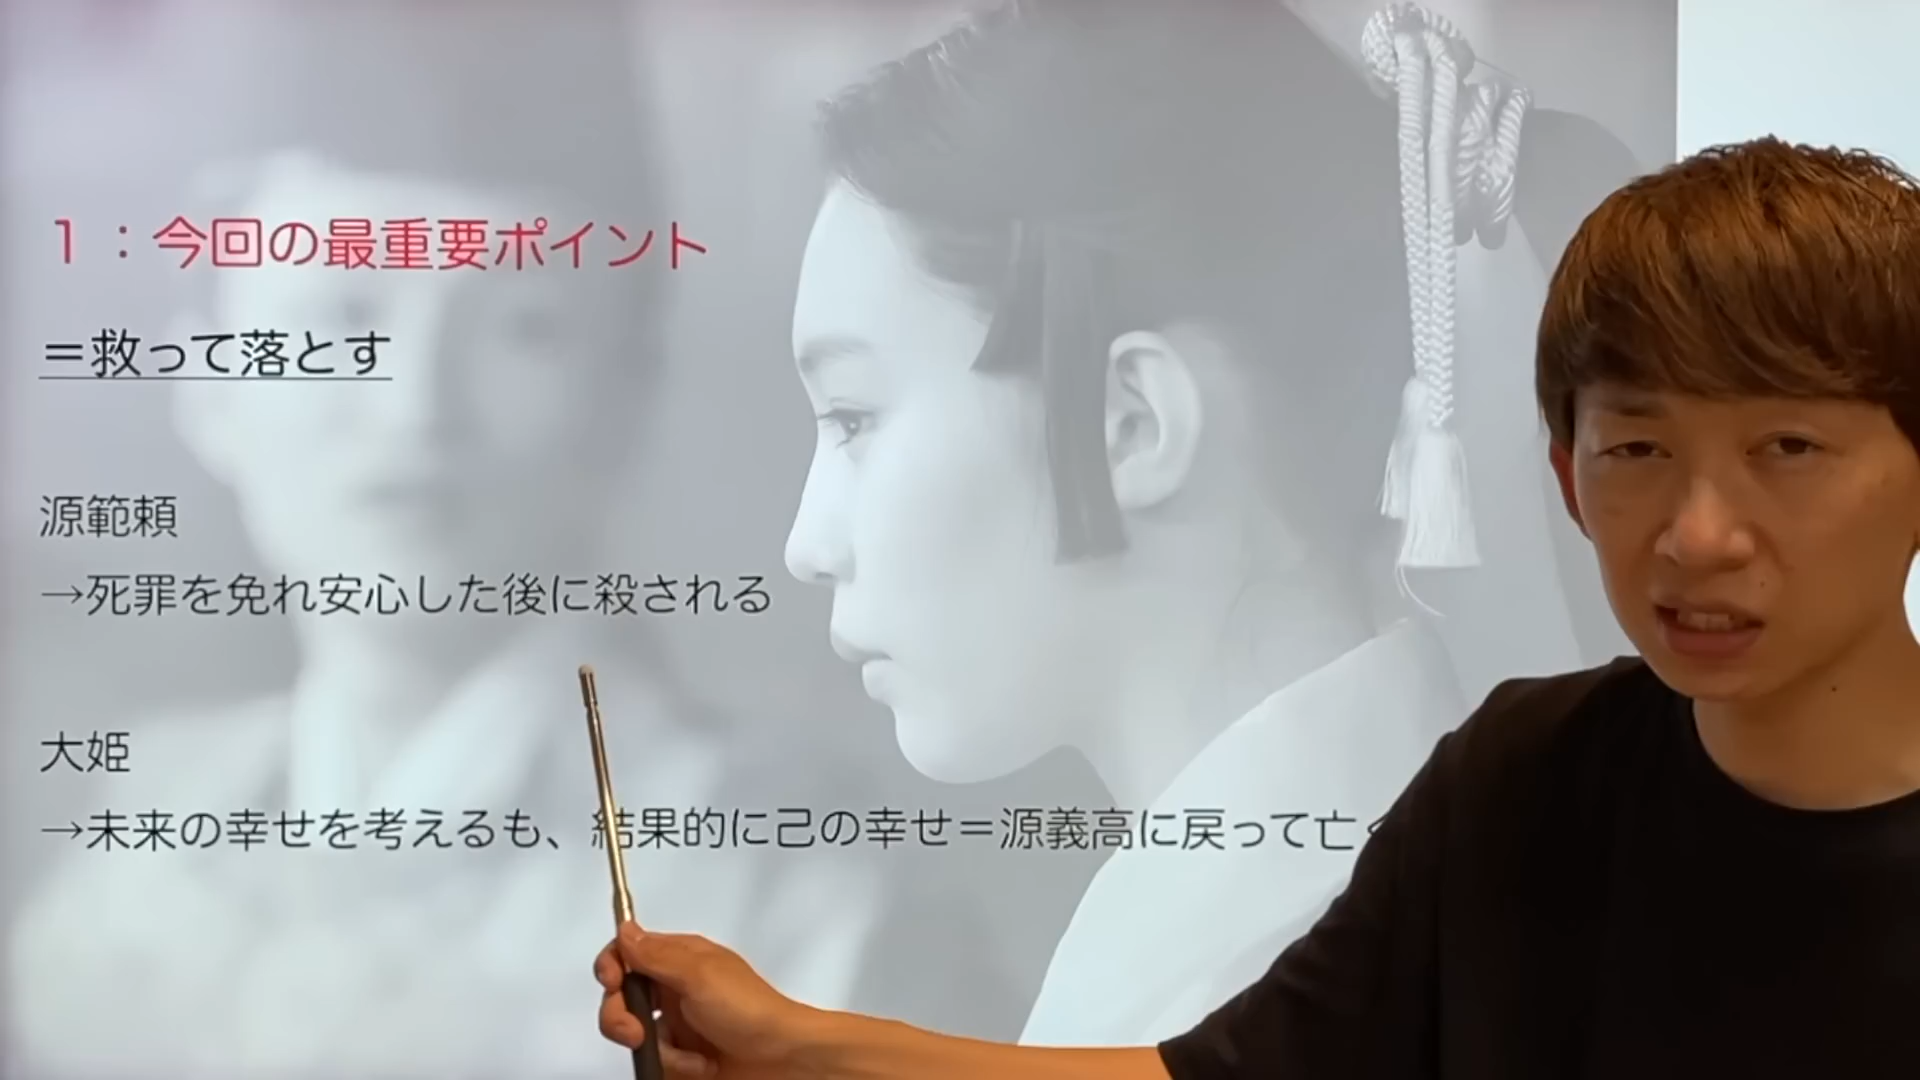 1：今回の最重要ポイント
＝救って落とす
源範頼
→死罪を免れ安心した後に殺される
大姫
→未来の幸せを考えるも、結果的に己の幸せ＝源義高に戻って亡く